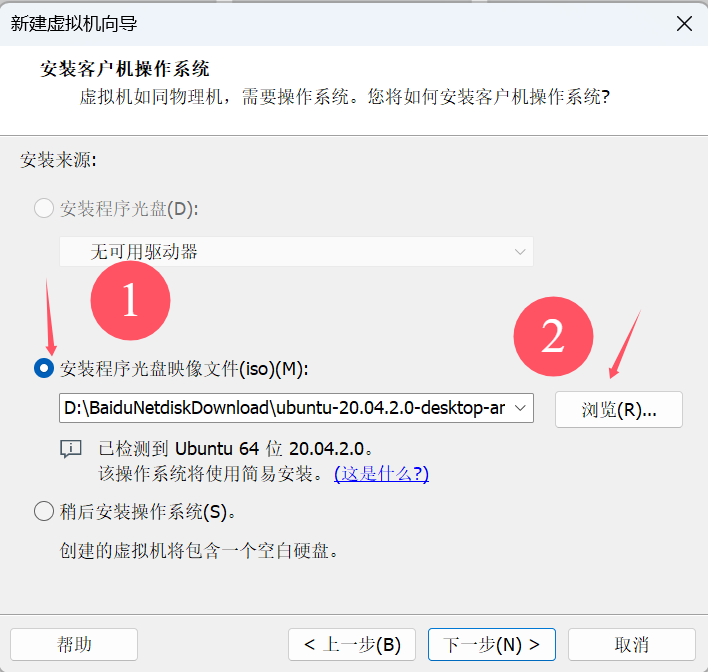 新建虚拟机向导
安装客户机操作系统
虚拟机如同物理机，需要操作系统。您将如何安装客户机操作系统?
安装来源:
安装程序光盘(D):
无可用驱动器
1
2
安装程序光盘映像文件(iso)(M):
D:\BaiduNetdiskDownload\ubuntu-20.04.2.0-desktop-ar
浏览(R)...
已检测到 Ubuntu 64 位 20.04.2.0。
该操作系统将使用简易安装。(这是什么?)
稍后安装操作系统(S)。
创建的虚拟机将包含一个空白硬盘。
帮助
< 上一步(B)
下一步(N) >
取消